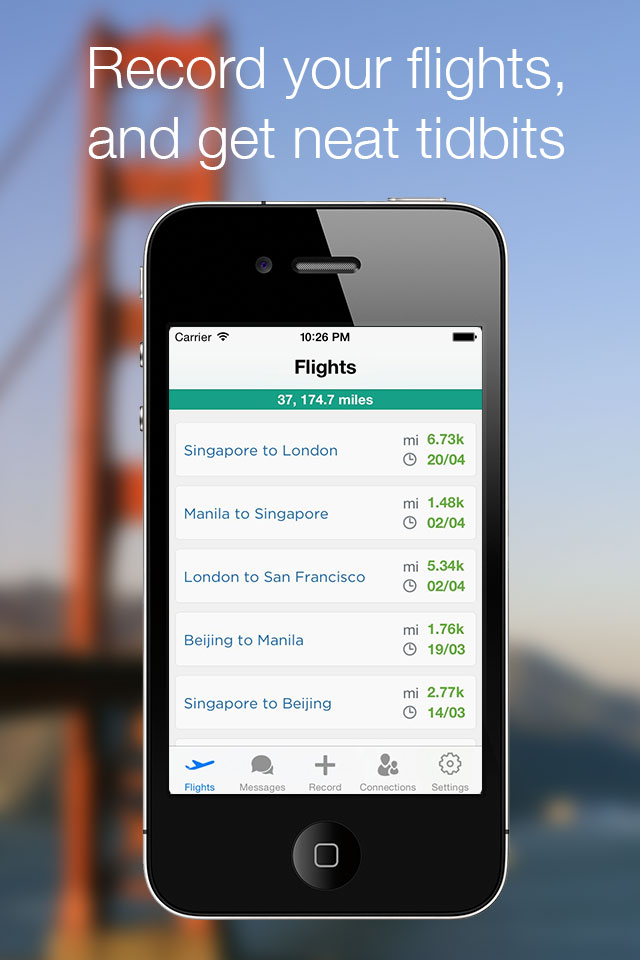 Record your flights,
and get neat tidbits
Carrier 10:26 PM
Flights
37, 174.7 miles
Singapore to London mi 6.73k
20/04
Manila to Singapore mi 1.48k
02/04
London to San Francisco mi 5.34k
02/04
Beijing to Manila mi 1.76k
19/03
Singapore to Beijing mi 2.77k
14/03
Flights Messages Record Connections Settings